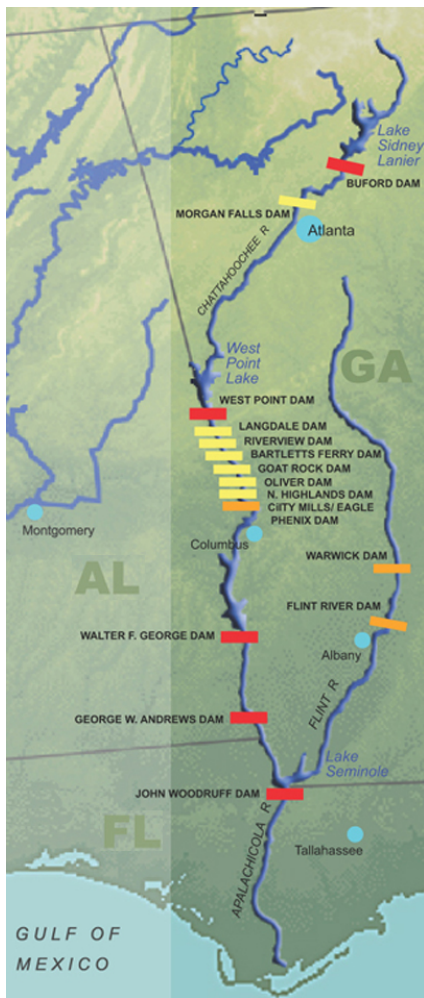 Lake
Sidney
Lanier
BUFORD DAM
MORGAN FALLS DAM
Atlanta
CHATTAHOOCHEE R
West
Point
Lake
GA
WEST POINT DAM
LANGDALE DAM
RIVERVIEW DAM
BARTLETTS FERRY DAM
GOAT ROCK DAM
OLIVER DAM
N. HIGHLANDS DAM
CiITY MILLS/ EAGLE
PHENIX DAM
Montgomery
Columbus
WARWICK DAM
AL
FLINT RIVER DAM
WALTER F. GEORGE DAM
Albany
FLINT R
GEORGE W. ANDREWS DAM
Lake
Seminole
JOHN WOODRUFF DAM
APALACHICOLA R
FL
Tallahassee
GULF OF
MEXICO